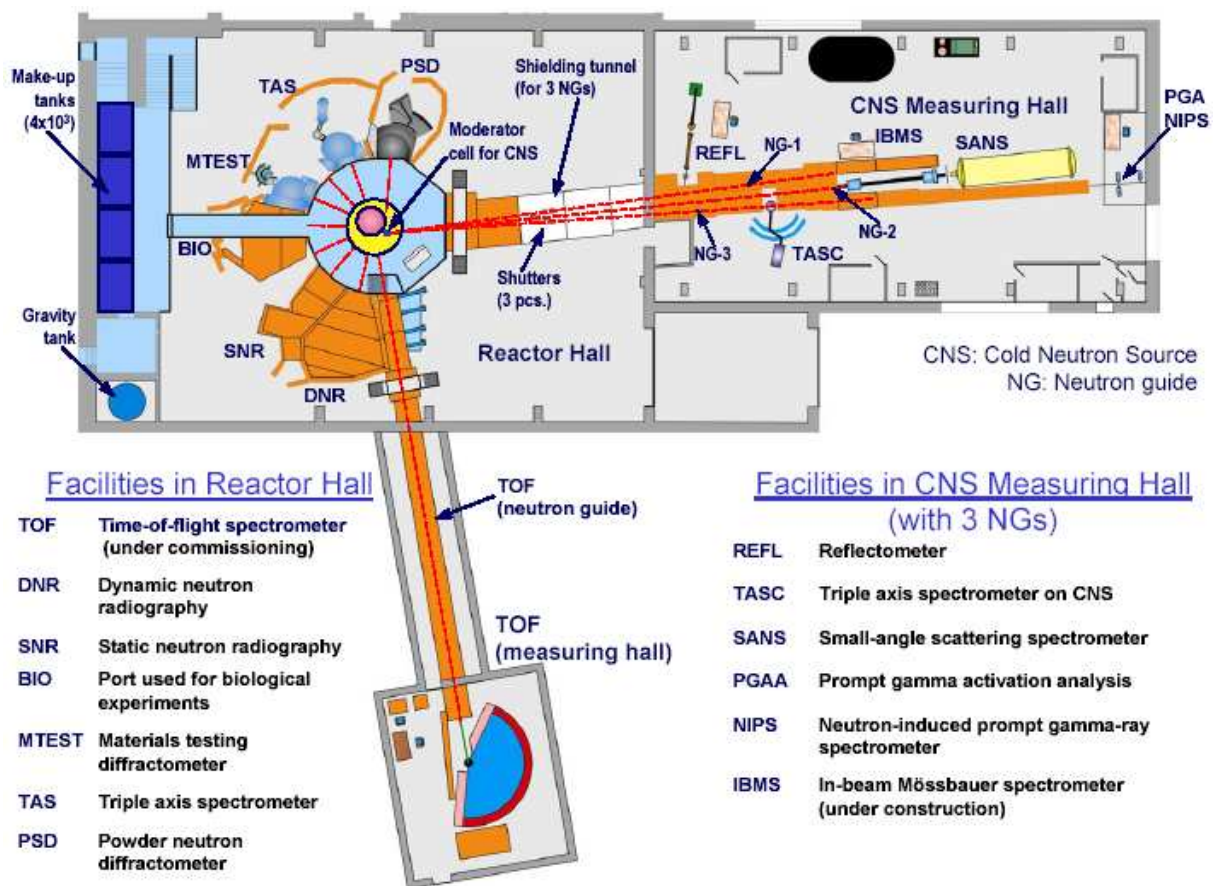 Make-up
tanks
(4x10³)
TAS
PSD
Shielding tunnel
(for 3 NGs)
CNS Measuring Hall
PGA
NIPS
Moderator
cell for CNS
MTEST
REFL
NG-1
IBMS
SANS
BIO
NG-2
NG-3
TASC
Shutters
(3 pcs.)
Gravity
tank
SNR
Reactor Hall
DNR
CNS: Cold Neutron Source
NG: Neutron guide
Facilities in Reactor Hall
TOF Time-of-flight spectrometer
(under commissioning)
DNR Dynamic neutron
radiography
SNR Static neutron radiography
BIO Port used for biological
experiments
MTEST Materials testing
diffractometer
TAS Triple axis spectrometer
PSD Powder neutron
diffractometer
TOF
(neutron guide)
TOF
(measuring hall)
Facilities in CNS Measuring Hall
(with 3 NGs)
REFL Reflectometer
TASC Triple axis spectrometer on CNS
SANS Small-angle scattering spectrometer
PGAA Prompt gamma activation analysis
NIPS Neutron-induced prompt gamma-ray
spectrometer
IBMS In-beam Mössbauer spectrometer
(under construction)